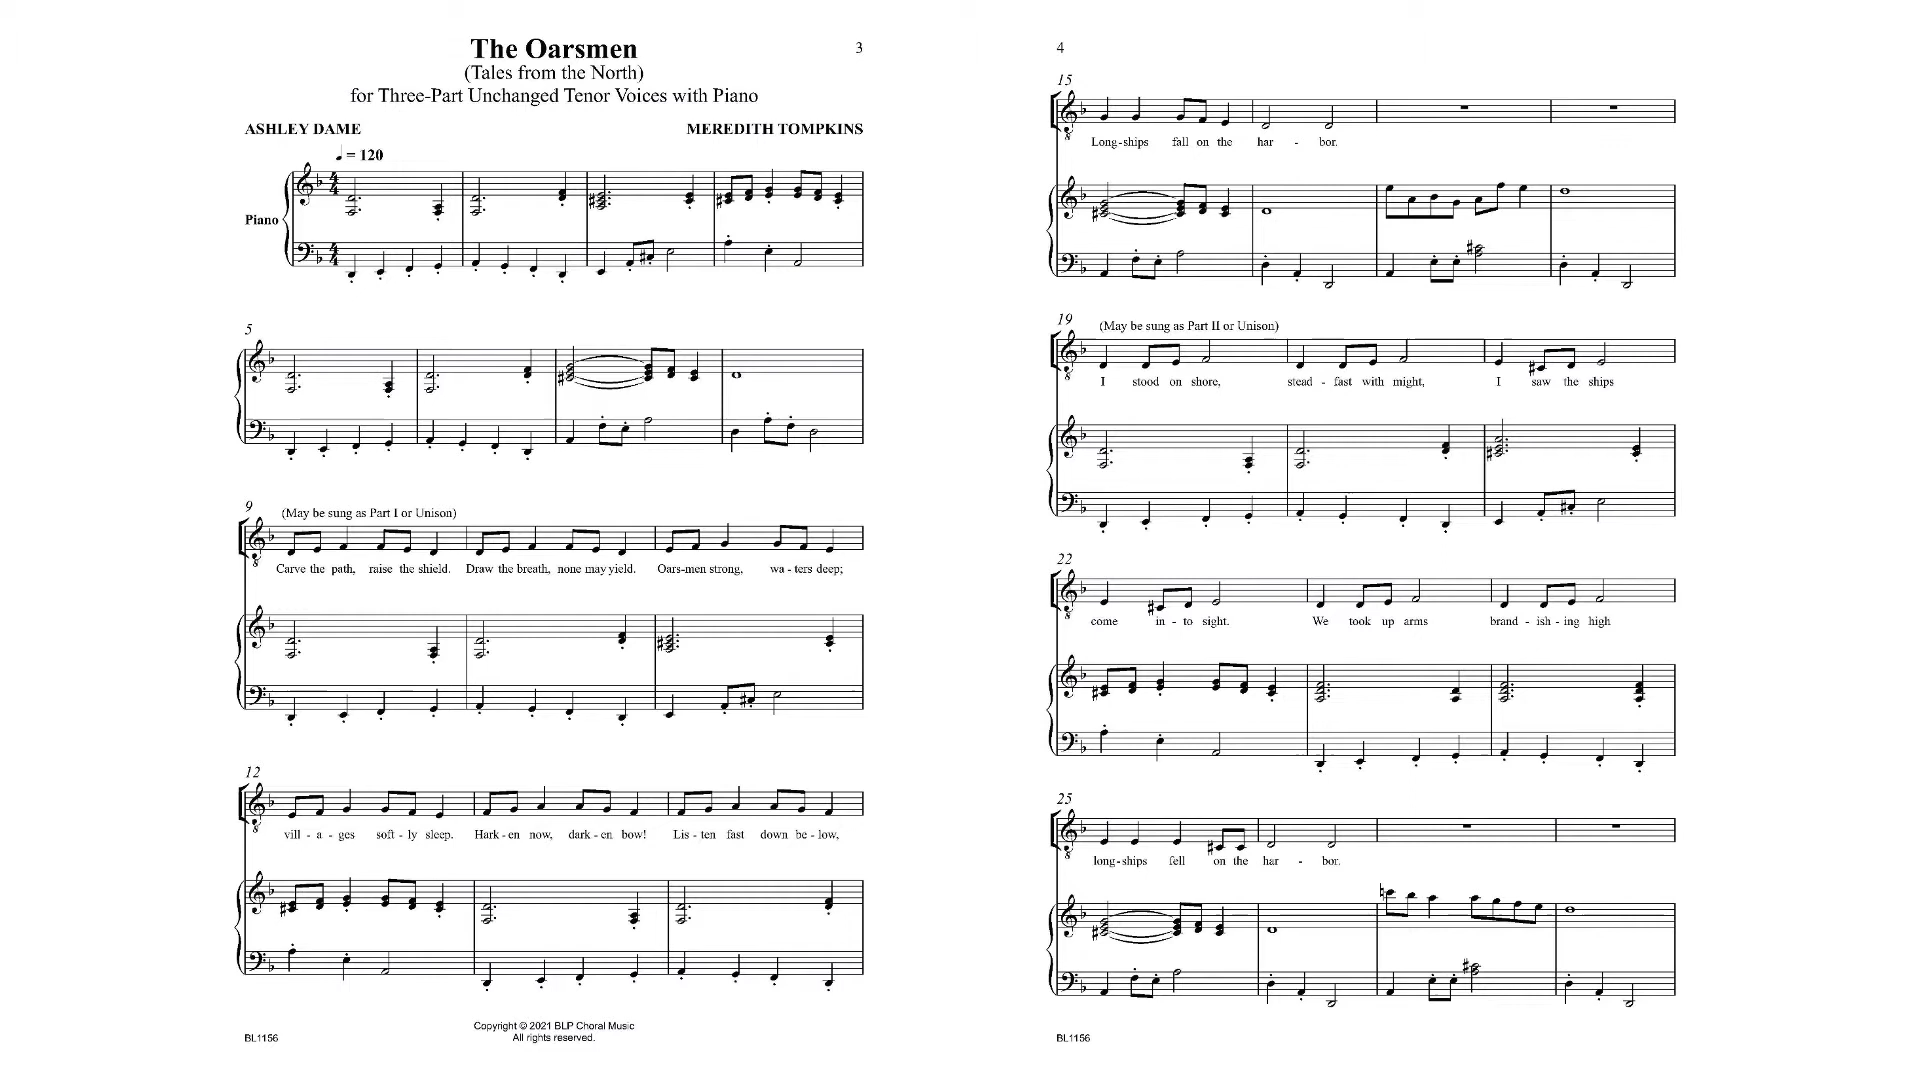 The Oarsmen
3
(Tales from the North)
for Three-Part Unchanged Tenor Voices with Piano
ASHLEY DAME
MEREDITH TOMPKINS
♩ = 120
Piano
5
9
(May be sung as Part I or Unison)
Carve the path, raise the shield. Draw the breath, none may yield. Oars-men strong, wa - ters deep;
12
vill - a - ges soft - ly sleep. Hark - en now, dark - en bow! Lis - ten fast down be - low,
Copyright © 2021 BLP Choral Music
All rights reserved.
BL1156
4
15
Long-ships fall on the har - bor.
19
(May be sung as Part II or Unison)
I stood on shore, stead - fast with might, I saw the ships
22
come in - to sight. We took up arms brand - ish - ing high
25
long-ships fell on the har - bor.
BL1156